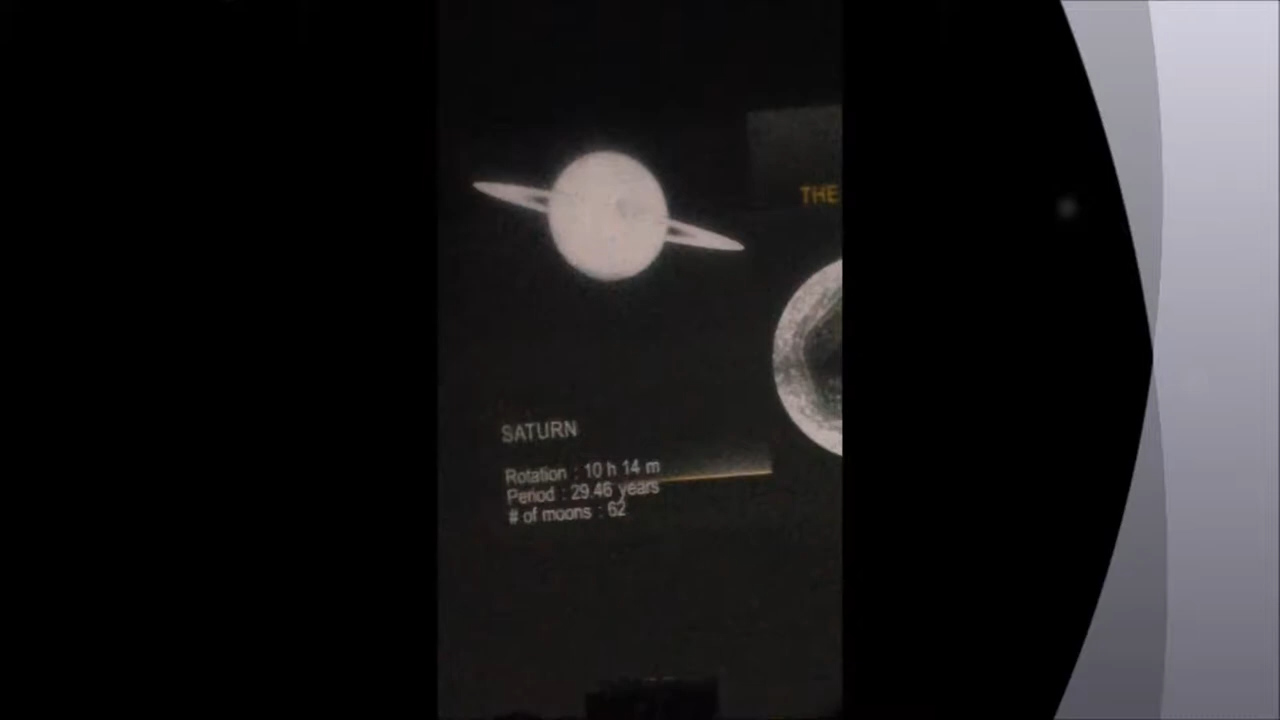 THE
SATURN
Rotation : 10 h 14 m
Period : 29.46 years
# of moons : 62